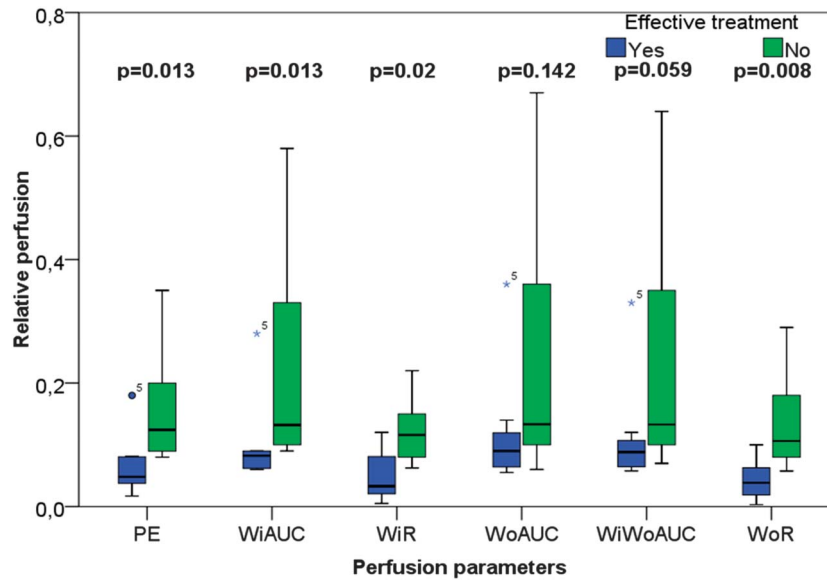 0,8
Effective treatment
Yes No
p=0.013 p=0.013 p=0.02 p=0.142 p=0.059 p=0.008
0,6
0,4
0,2
0,0
Relative perfusion
5
5
5
5
PE WiAUC WiR WoAUC WiWoAUC WoR
Perfusion parameters